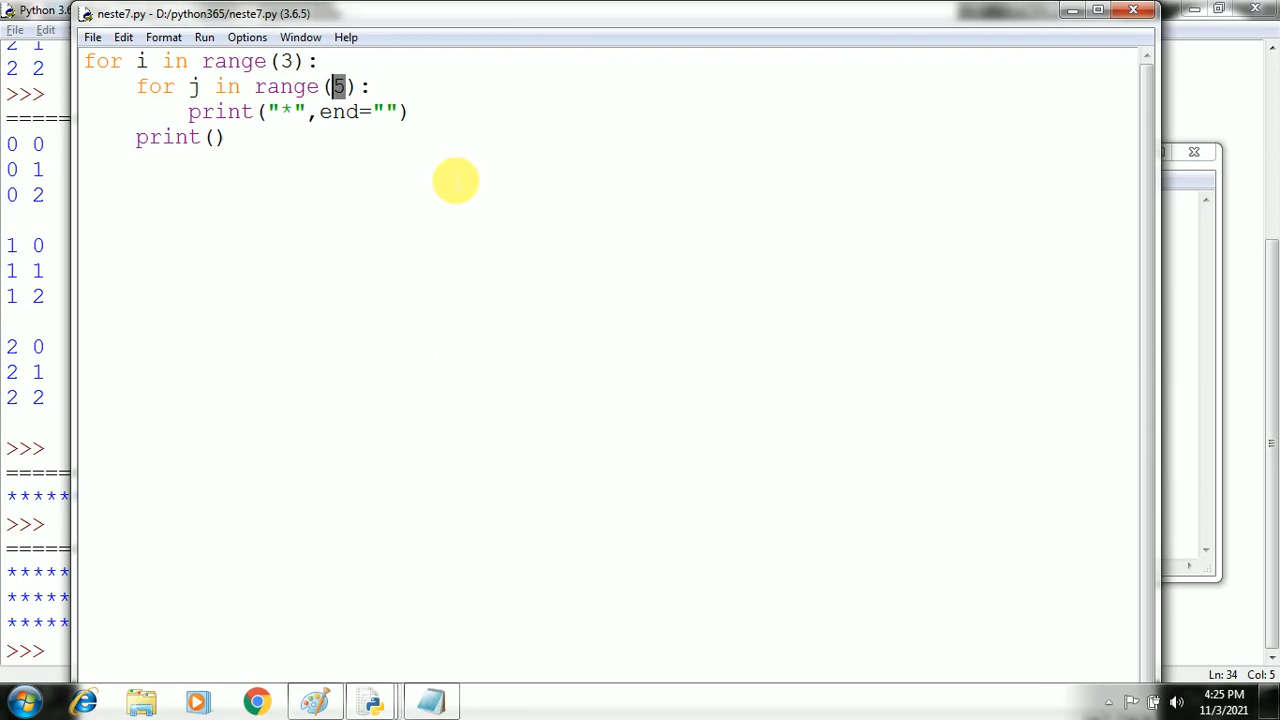 Python 3.6
neste7.py - D:/python365/neste7.py (3.6.5)
File Edit
File Edit Format Run Options Window Help
for i in range(3):
for j in range(5):
print("*",end="")
print()
2 1
2 2
>>>
=====
0 0
0 1
0 2
1 0
1 1
1 2
2 0
2 1
2 2
>>>
=====
*****
>>>
=====
*****
*****
*****
>>>
Ln: 34 Col: 5
4:25 PM
11/3/2021